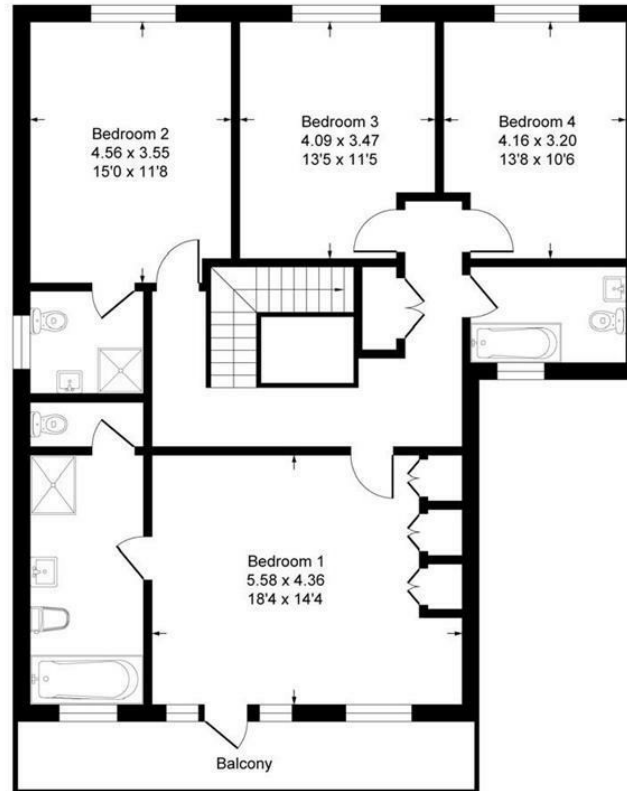 Bedroom 2
4.56 x 3.55
15'0 x 11'8
Bedroom 3
4.09 x 3.47
13'5 x 11'5
Bedroom 4
4.16 x 3.20
13'8 x 10'6
Bedroom 1
5.58 x 4.36
18'4 x 14'4
Balcony